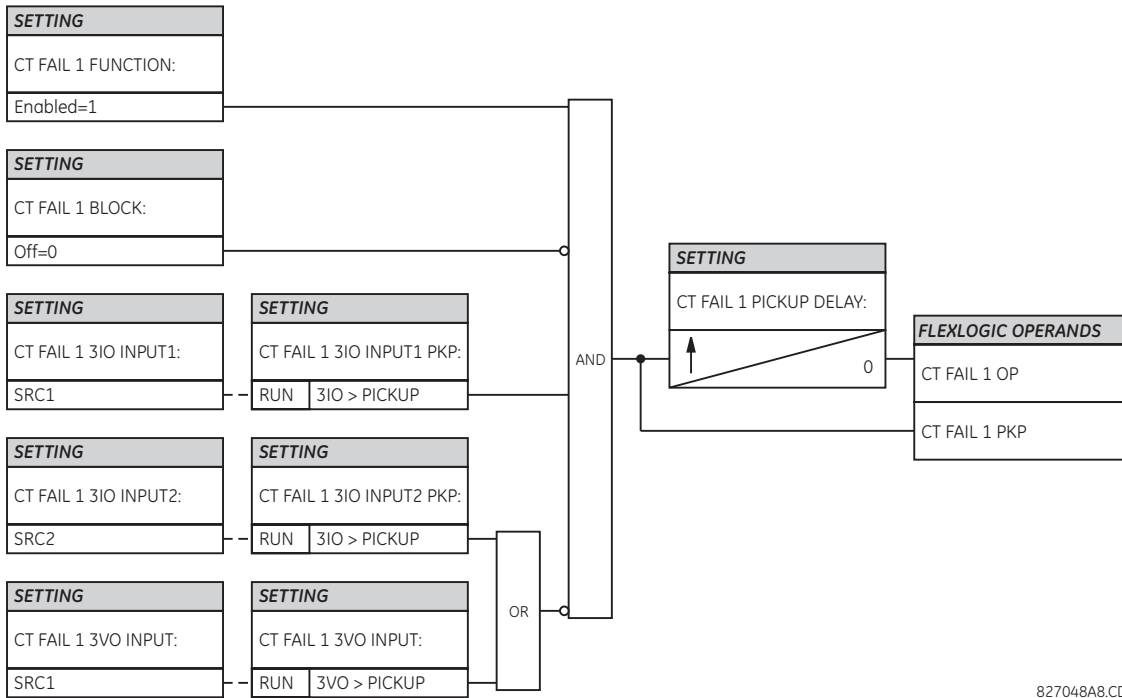 SETTING
CT FAIL 1 FUNCTION:
Enabled=1
SETTING
CT FAIL 1 BLOCK:
Off=0
SETTING
CT FAIL 1 3IO INPUT1:
SRC1
SETTING
CT FAIL 1 3IO INPUT1 PKP:
RUN 3IO > PICKUP
SETTING
CT FAIL 1 3IO INPUT2:
SRC2
SETTING
CT FAIL 1 3IO INPUT2 PKP:
RUN 3IO > PICKUP
SETTING
CT FAIL 1 3VO INPUT:
SRC1
SETTING
CT FAIL 1 3VO INPUT:
RUN 3VO > PICKUP
OR
AND
SETTING
CT FAIL 1 PICKUP DELAY:
0
FLEXLOGIC OPERANDS
CT FAIL 1 OP
CT FAIL 1 PKP